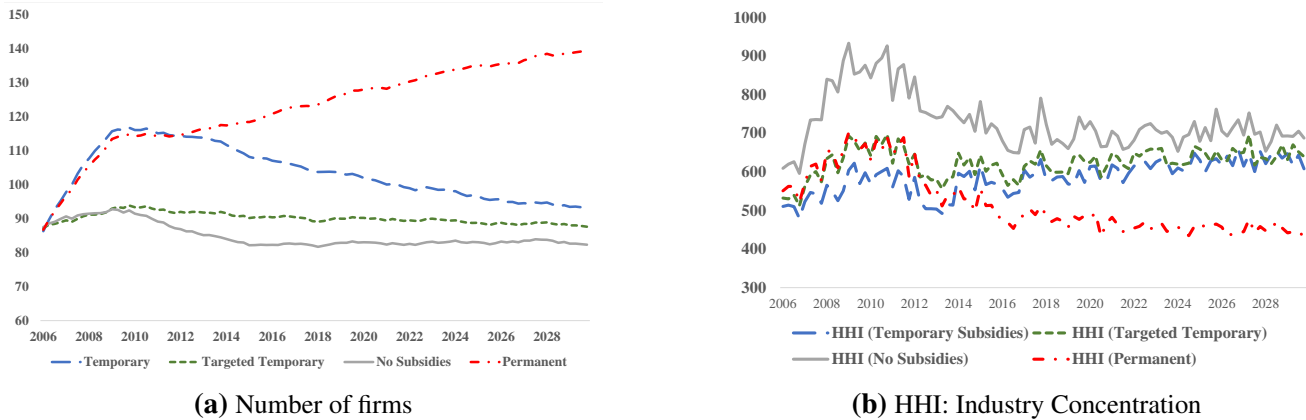 150
140
130
120
110
100
90
80
70
60
2006 2008 2010 2012 2014 2016 2018 2020 2022 2024 2026 2028
Temporary Targeted Temporary No Subsidies Permanent
(a) Number of firms
1000
900
800
700
600
500
400
300
2006 2008 2010 2012 2014 2016 2018 2020 2022 2024 2026 2028
HHI (Temporary Subsidies) HHI (Targeted Temporary)
HHI (No Subsidies) HHI (Permanent)
(b) HHI: Industry Concentration